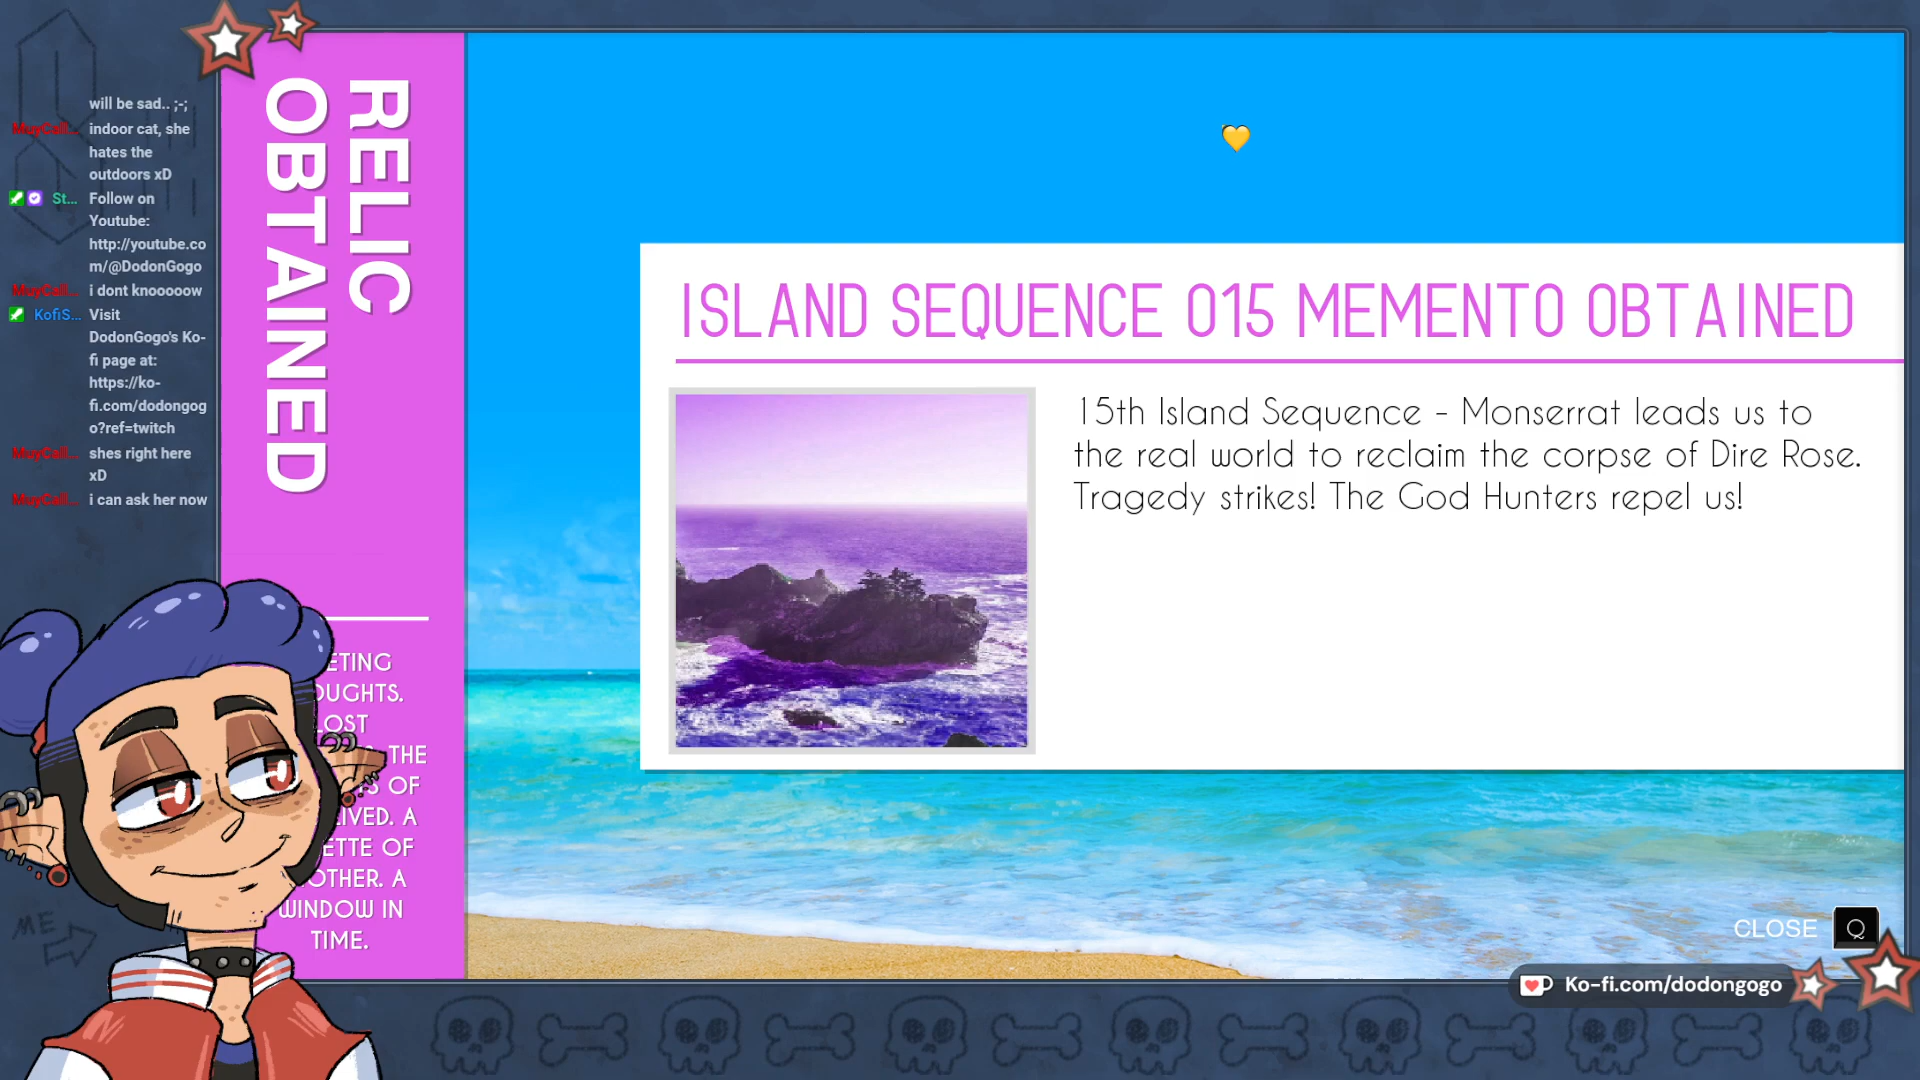 will be sad.. ;-;
indoor cat, she
hates the
outdoors xD
St... Follow on
Youtube:
http://youtube.co
m/@DodonGogo
i dont knooooow
KofiS... Visit
DodonGogo's Ko-
fi page at:
https://ko-
fi.com/dodongog
o?ref=twitch
shes right here
xD
i can ask her now
RELIC
OBTAINED
THE
OF
A
OF
A
WINDOW IN
TIME.
ISLAND SEQUENCE 015 MEMENTO OBTAINED
15th Island Sequence - Monserrat leads us to
the real world to reclaim the corpse of Dire Rose.
Tragedy strikes! The God Hunters repel us!
CLOSE Q
Ko-fi.com/dodongogo
ME